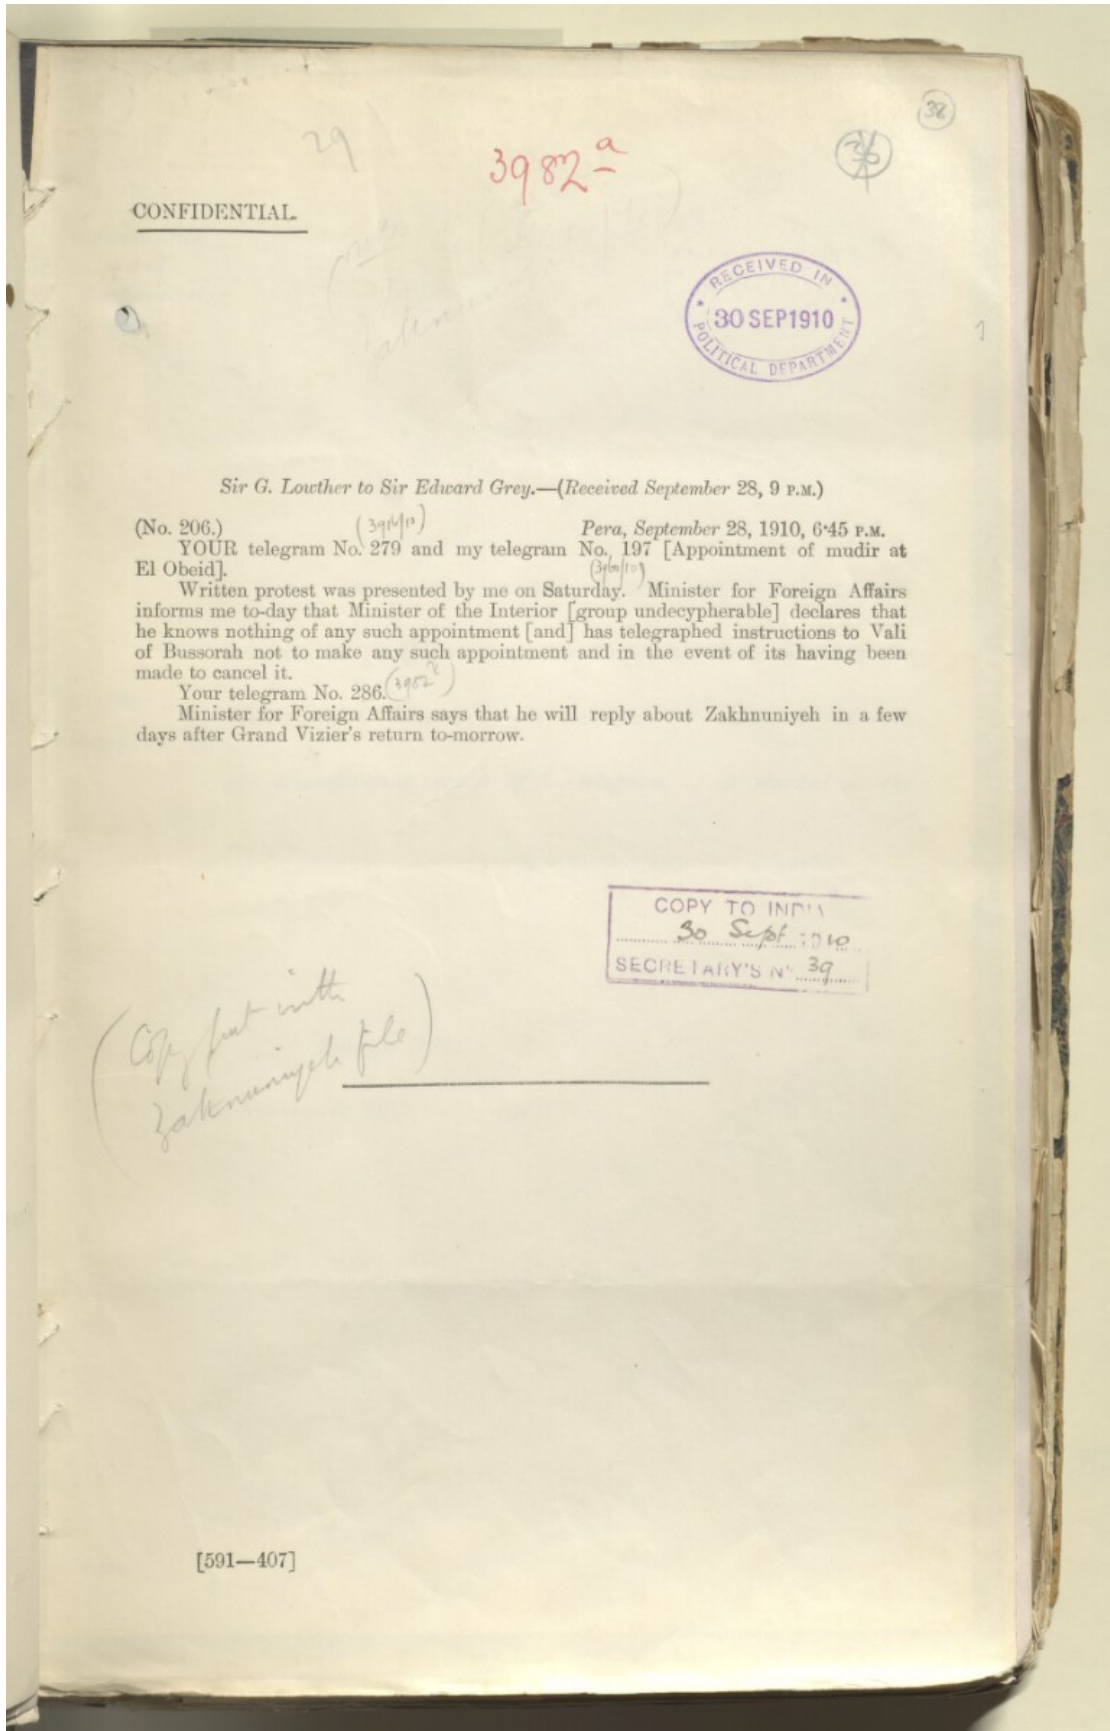 38
36
29
3982 a
CONFIDENTIAL.
RECEIVED IN
30 SEP 1910
POLITICAL DEPARTMENT
Sir G. Lowther to Sir Edward Grey.—(Received September 28, 9 P.M.)
(3916/10)
(No. 206.) Pera, September 28, 1910, 6·45 P.M.
YOUR telegram No. 279 and my telegram No. 197 [Appointment of mudir at
El Obeid].
(3960/10)
Written protest was presented by me on Saturday. Minister for Foreign Affairs
informs me to-day that Minister of the Interior [group undecypherable] declares that
he knows nothing of any such appointment [and] has telegraphed instructions to Vali
of Bussorah not to make any such appointment and in the event of its having been
made to cancel it.
Your telegram No. 286.
Minister for Foreign Affairs says that he will reply about Zakhnuniyeh in a few
days after Grand Vizier's return to-morrow.
COPY TO INDIA
30 Sept 1910
SECRETARY'S No 39
(Copy put with
Zaknuniyeh file)
[591—407]